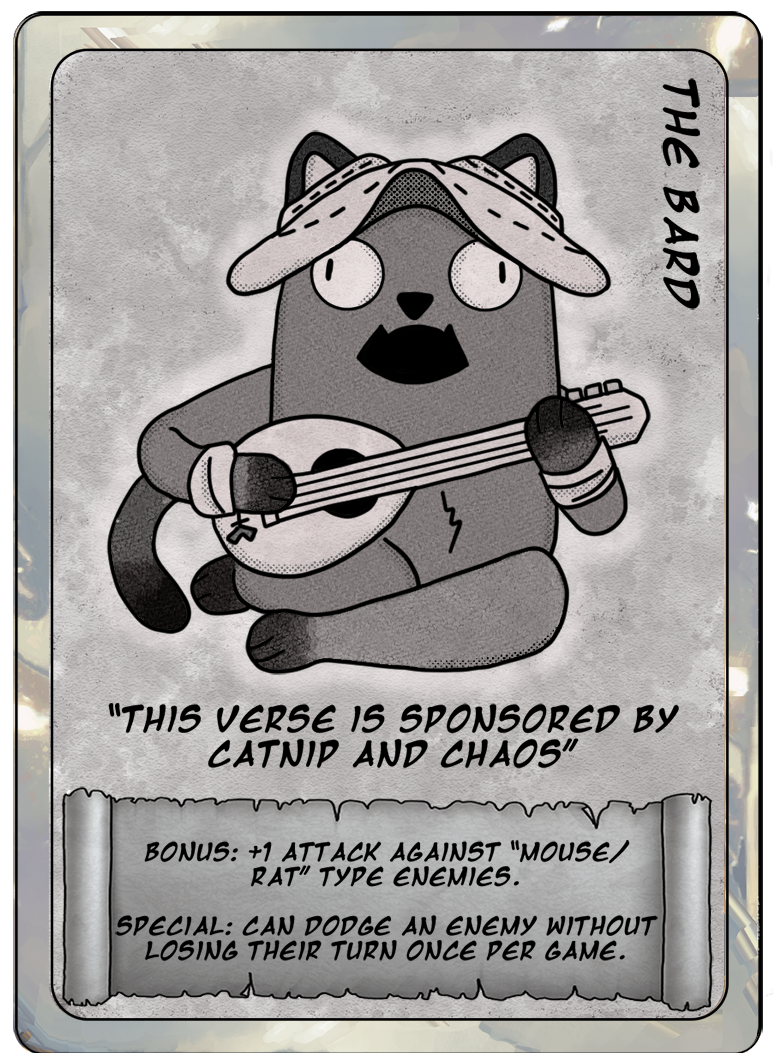 THE BARD
"THIS VERSE IS SPONSORED BY
CATNIP AND CHAOS"
BONUS: +1 ATTACK AGAINST "MOUSE/
RAT" TYPE ENEMIES.
SPECIAL: CAN DODGE AN ENEMY WITHOUT
LOSING THEIR TURN ONCE PER GAME.